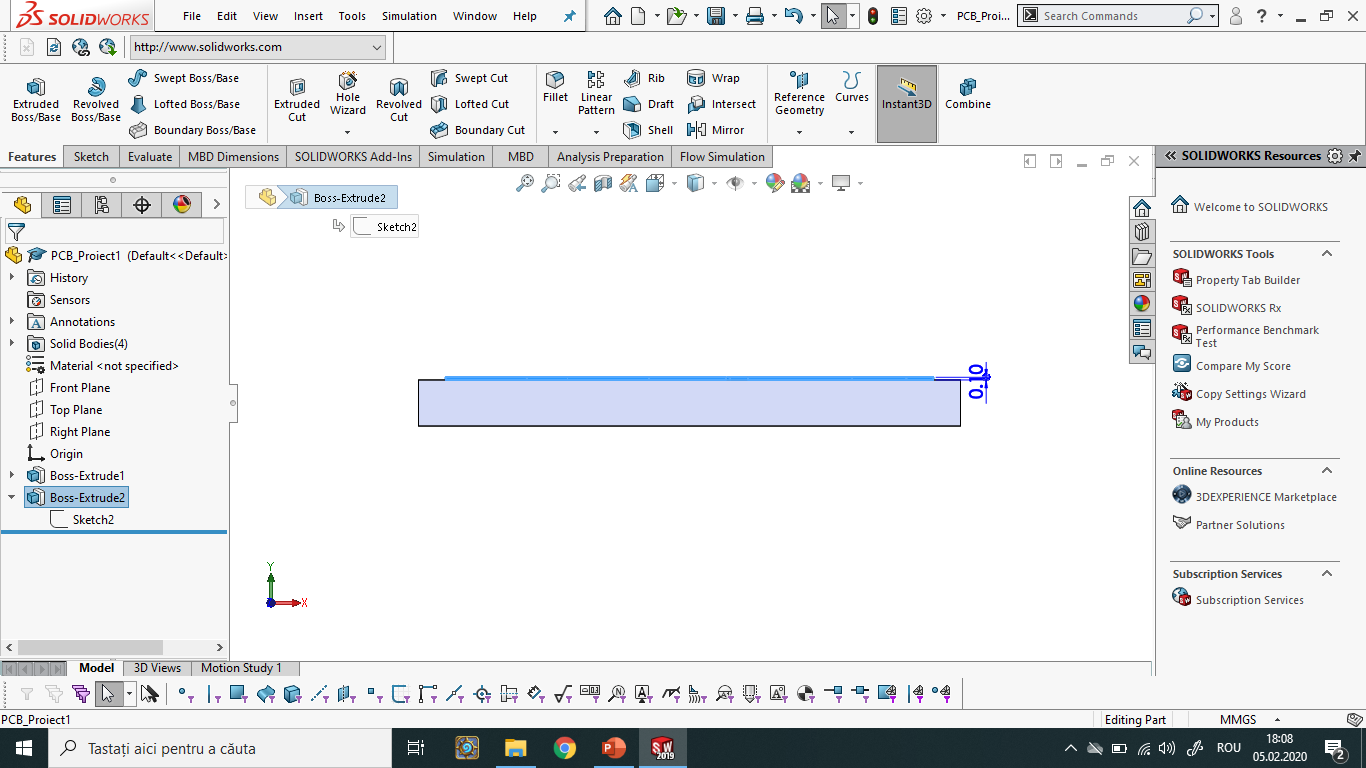 SOLIDWORKS File Edit View Insert Tools Simulation Window Help PCB_Proi... Search Commands
http://www.solidworks.com
Extruded Boss/Base
Revolved Boss/Base
Swept Boss/Base
Lofted Boss/Base
Boundary Boss/Base
Extruded Cut
Hole Wizard
Revolved Cut
Swept Cut
Lofted Cut
Boundary Cut
Fillet
Linear Pattern
Rib
Draft
Shell
Wrap
Intersect
Mirror
Reference Geometry
Curves
Instant3D
Combine
Features Sketch Evaluate MBD Dimensions SOLIDWORKS Add-Ins Simulation MBD Analysis Preparation Flow Simulation
PCB_Proiect1 (Default<<Default>
History
Sensors
Annotations
Solid Bodies(4)
Material <not specified>
Front Plane
Top Plane
Right Plane
Origin
Boss-Extrude1
Boss-Extrude2
Sketch2
Boss-Extrude2
Sketch2
0.10
Y
X
SOLIDWORKS Resources
Welcome to SOLIDWORKS
SOLIDWORKS Tools
Property Tab Builder
SOLIDWORKS Rx
Performance Benchmark
Test
Compare My Score
Copy Settings Wizard
My Products
Online Resources
3DEXPERIENCE Marketplace
Partner Solutions
Subscription Services
Subscription Services
Model 3D Views Motion Study 1
PCB_Proiect1 Editing Part MMGS
Tastați aici pentru a căuta
SW
2019
ROU
18:08
05.02.2020
2